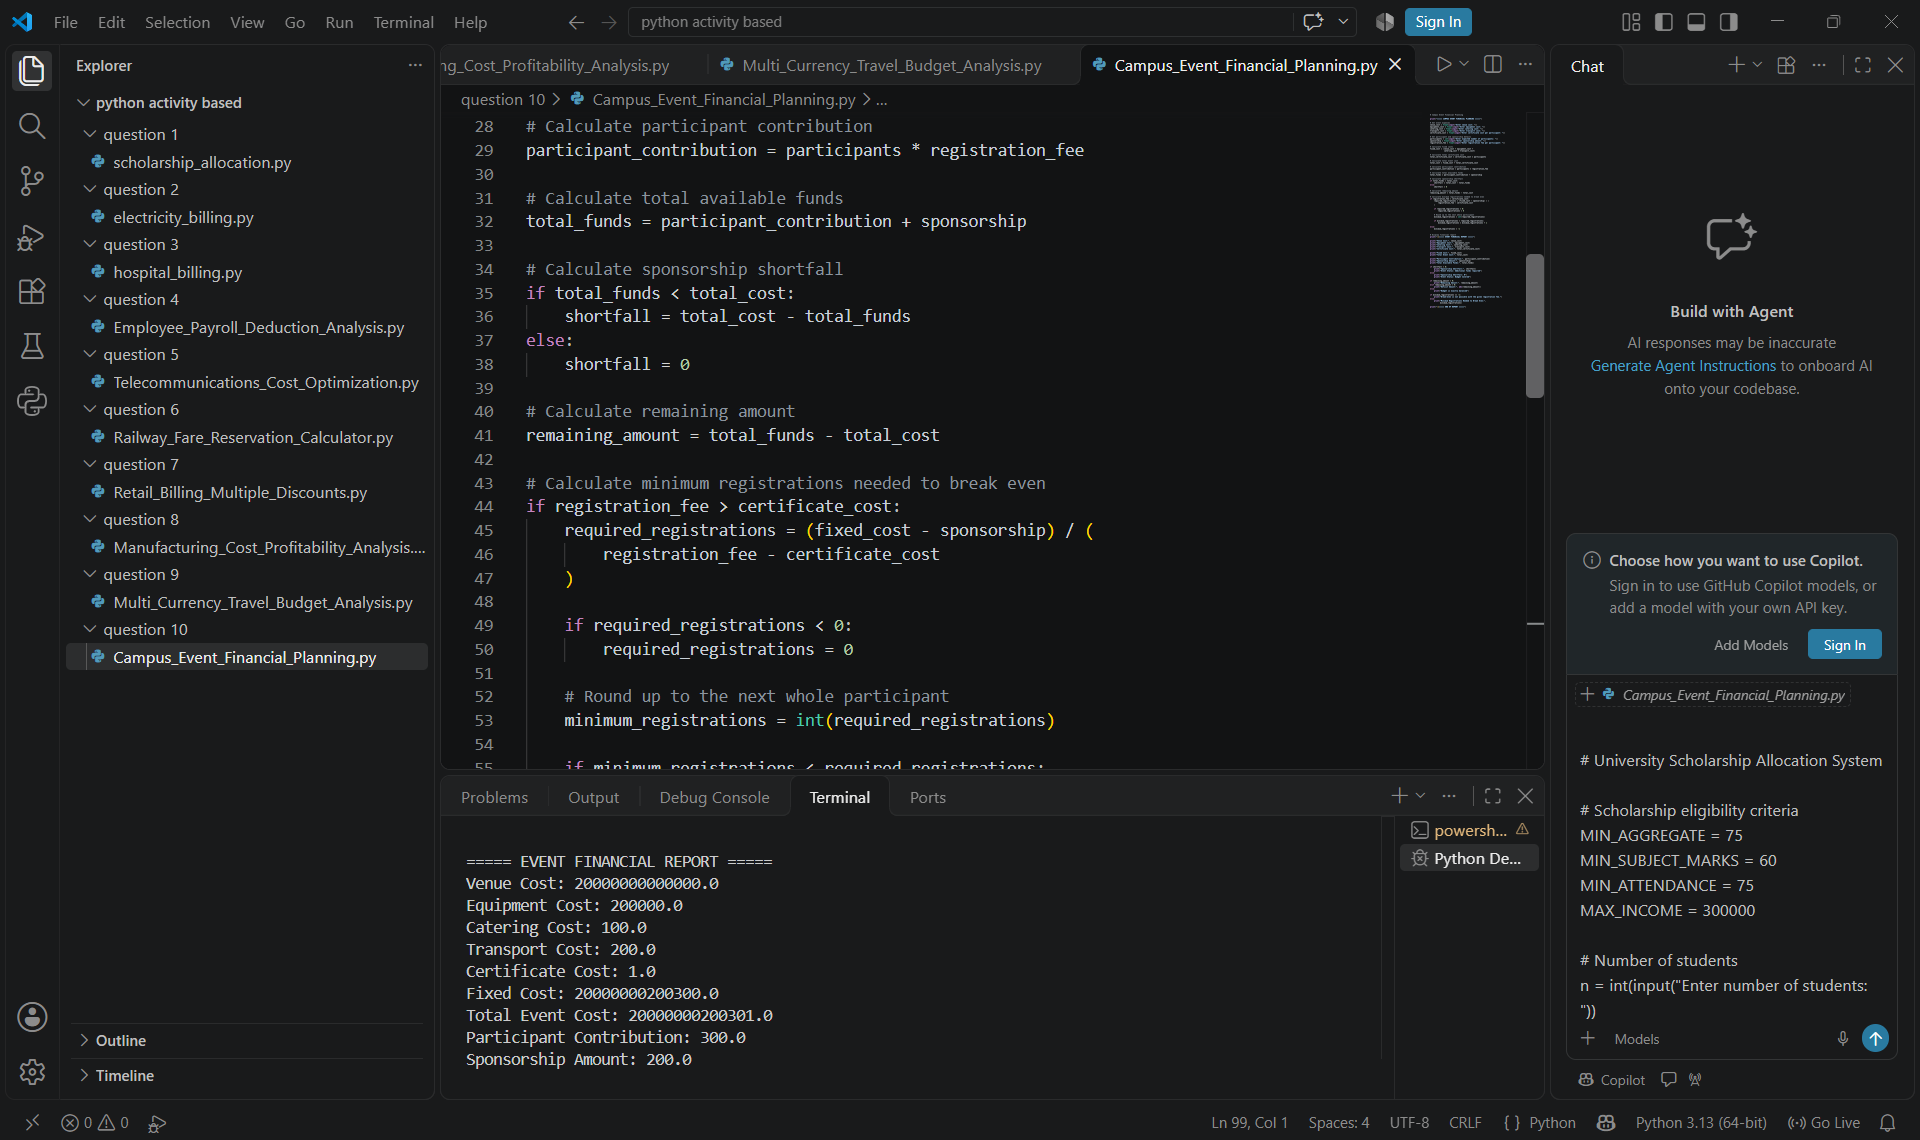 File Edit Selection View Go Run Terminal Help
python activity based
Sign In
Explorer
python activity based
question 1
scholarship_allocation.py
question 2
electricity_billing.py
question 3
hospital_billing.py
question 4
Employee_Payroll_Deduction_Analysis.py
question 5
Telecommunications_Cost_Optimization.py
question 6
Railway_Fare_Reservation_Calculator.py
question 7
Retail_Billing_Multiple_Discounts.py
question 8
Manufacturing_Cost_Profitability_Analysis....
question 9
Multi_Currency_Travel_Budget_Analysis.py
question 10
Campus_Event_Financial_Planning.py
Outline
Timeline
ng_Cost_Profitability_Analysis.py
Multi_Currency_Travel_Budget_Analysis.py
Campus_Event_Financial_Planning.py
question 10 > Campus_Event_Financial_Planning.py > ...
28 # Calculate participant contribution
29 participant_contribution = participants * registration_fee
30
31 # Calculate total available funds
32 total_funds = participant_contribution + sponsorship
33
34 # Calculate sponsorship shortfall
35 if total_funds < total_cost:
36 shortfall = total_cost - total_funds
37 else:
38 shortfall = 0
39
40 # Calculate remaining amount
41 remaining_amount = total_funds - total_cost
42
43 # Calculate minimum registrations needed to break even
44 if registration_fee > certificate_cost:
45 required_registrations = (fixed_cost - sponsorship) / (
46 registration_fee - certificate_cost
47 )
48
49 if required_registrations < 0:
50 required_registrations = 0
51
52 # Round up to the next whole participant
53 minimum_registrations = int(required_registrations)
54
55 if minimum_registrations < required_registrations:
Problems Output Debug Console Terminal Ports
===== EVENT FINANCIAL REPORT =====
Venue Cost: 20000000000000.0
Equipment Cost: 200000.0
Catering Cost: 100.0
Transport Cost: 200.0
Certificate Cost: 1.0
Fixed Cost: 20000000200300.0
Total Event Cost: 20000000200301.0
Participant Contribution: 300.0
Sponsorship Amount: 200.0
powersh...
Python De...
Chat
Build with Agent
AI responses may be inaccurate
Generate Agent Instructions to onboard AI
onto your codebase.
Choose how you want to use Copilot.
Sign in to use GitHub Copilot models, or
add a model with your own API key.
Add Models Sign In
Campus_Event_Financial_Planning.py
# University Scholarship Allocation System
# Scholarship eligibility criteria
MIN_AGGREGATE = 75
MIN_SUBJECT_MARKS = 60
MIN_ATTENDANCE = 75
MAX_INCOME = 300000
# Number of students
n = int(input("Enter number of students:
"))
Models
Copilot
0 0
Ln 99, Col 1 Spaces: 4 UTF-8 CRLF { } Python Python 3.13 (64-bit) Go Live